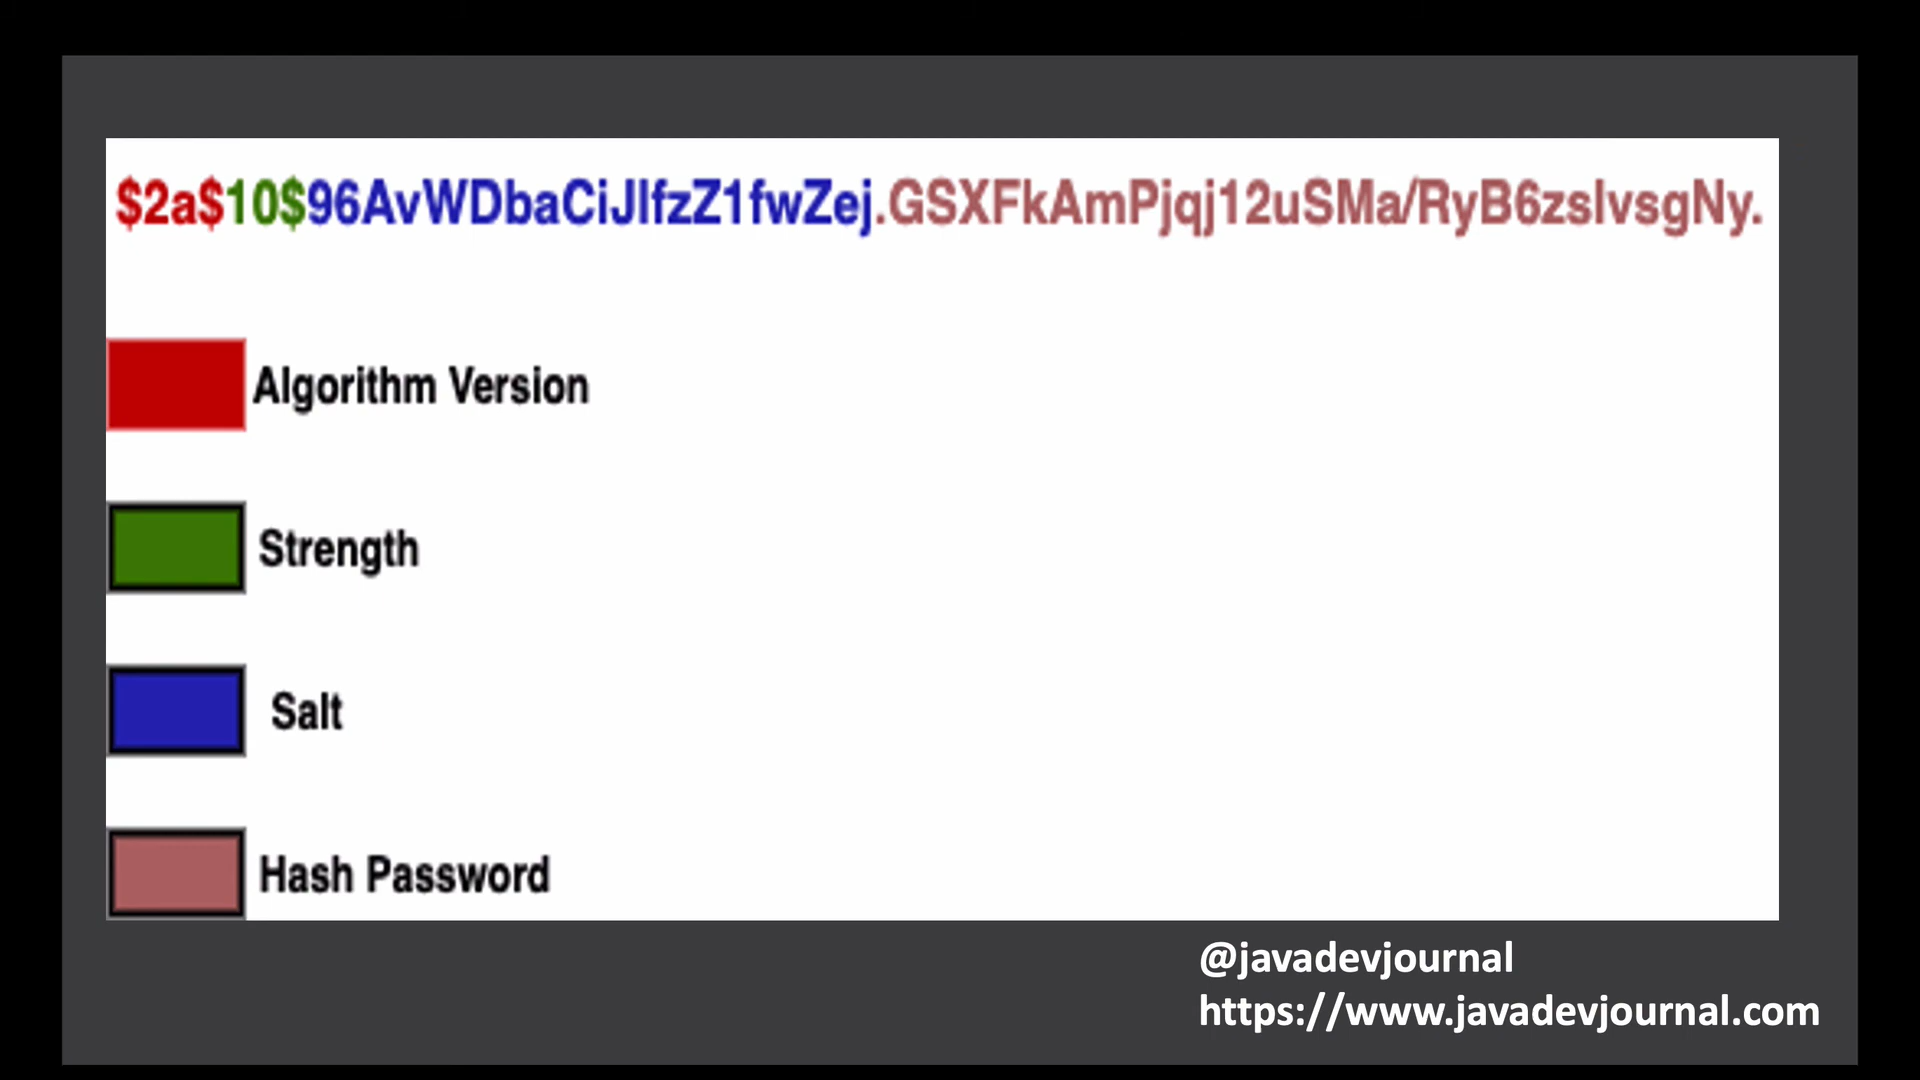 $2a$10$96AvWDbaCiJlfzZ1fwZej.GSXFkAmPjqj12uSMa/RyB6zslvsgNy.
Algorithm Version
Strength
Salt
Hash Password
@javadevjournal
https://www.javadevjournal.com